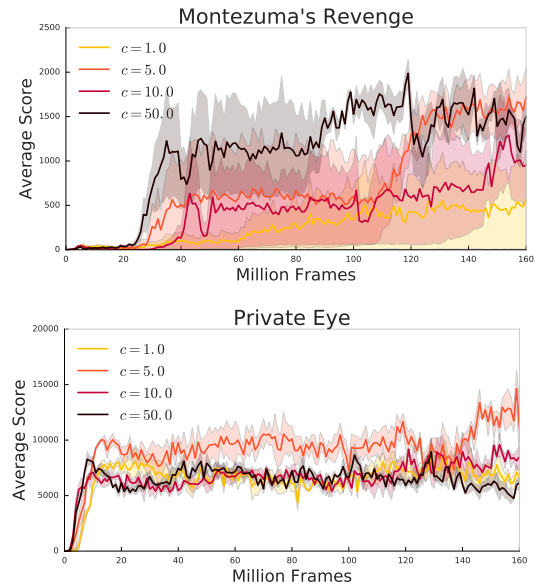 Montezuma's Revenge
2500
2000
1500
1000
500
0
Average Score
c = 1.0
c = 5.0
c = 10.0
c = 50.0
0 20 40 60 80 100 120 140 160
Million Frames
Private Eye
20000
15000
10000
5000
0
Average Score
c = 1.0
c = 5.0
c = 10.0
c = 50.0
0 20 40 60 80 100 120 140 160
Million Frames